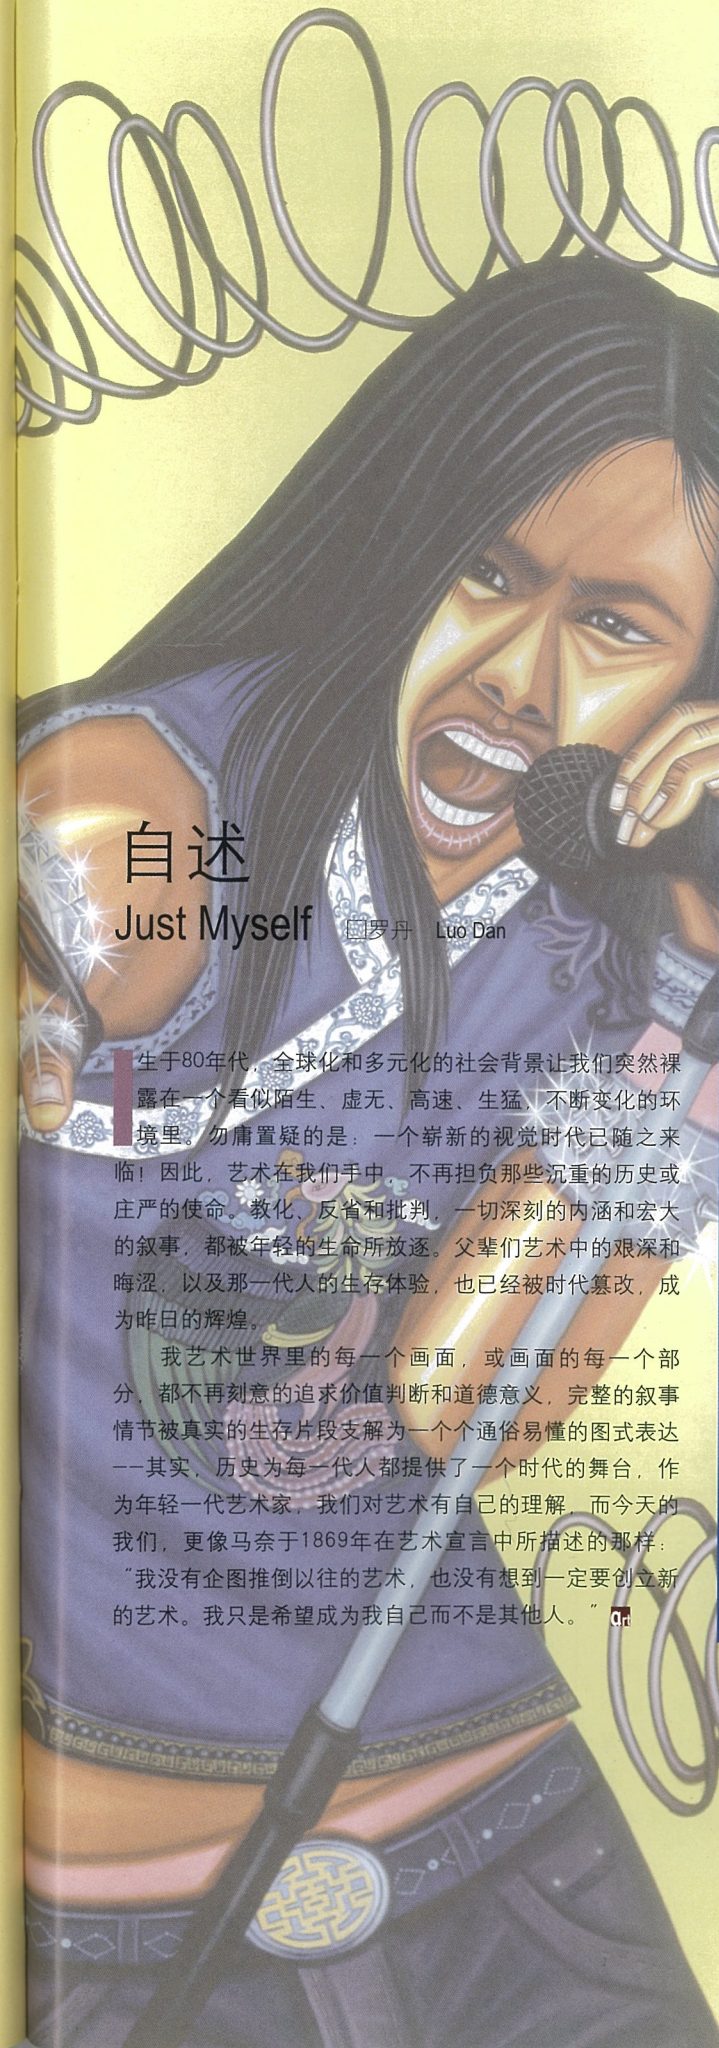 自述
Just Myself 罗丹 Luo Dan
生于80年代，全球化和多元化的社会背景让我们突然裸
露在一个看似陌生、虚无、高速、生猛，不断变化的环
境里。勿庸置疑的是：一个崭新的视觉时代已随之来
临！因此，艺术在我们手中，不再担负那些沉重的历史或
庄严的使命。教化、反省和批判，一切深刻的内涵和宏大
的叙事，都被年轻的生命所放逐。父辈们艺术中的艰深和
晦涩，以及那一代人的生存体验，也已经被时代篡改，成
为昨日的辉煌。
我艺术世界里的每一个画面，或画面的每一个部
分，都不再刻意的追求价值判断和道德意义，完整的叙事
情节被真实的生存片段支解为一个个通俗易懂的图式表达
——其实，历史为每一代人都提供了一个时代的舞台，作
为年轻一代艺术家，我们对艺术有自己的理解，而今天的
我们，更像马奈于1869年在艺术宣言中所描述的那样：
“我没有企图推倒以往的艺术，也没有想到一定要创立新
的艺术。我只是希望成为我自己而不是其他人。” art